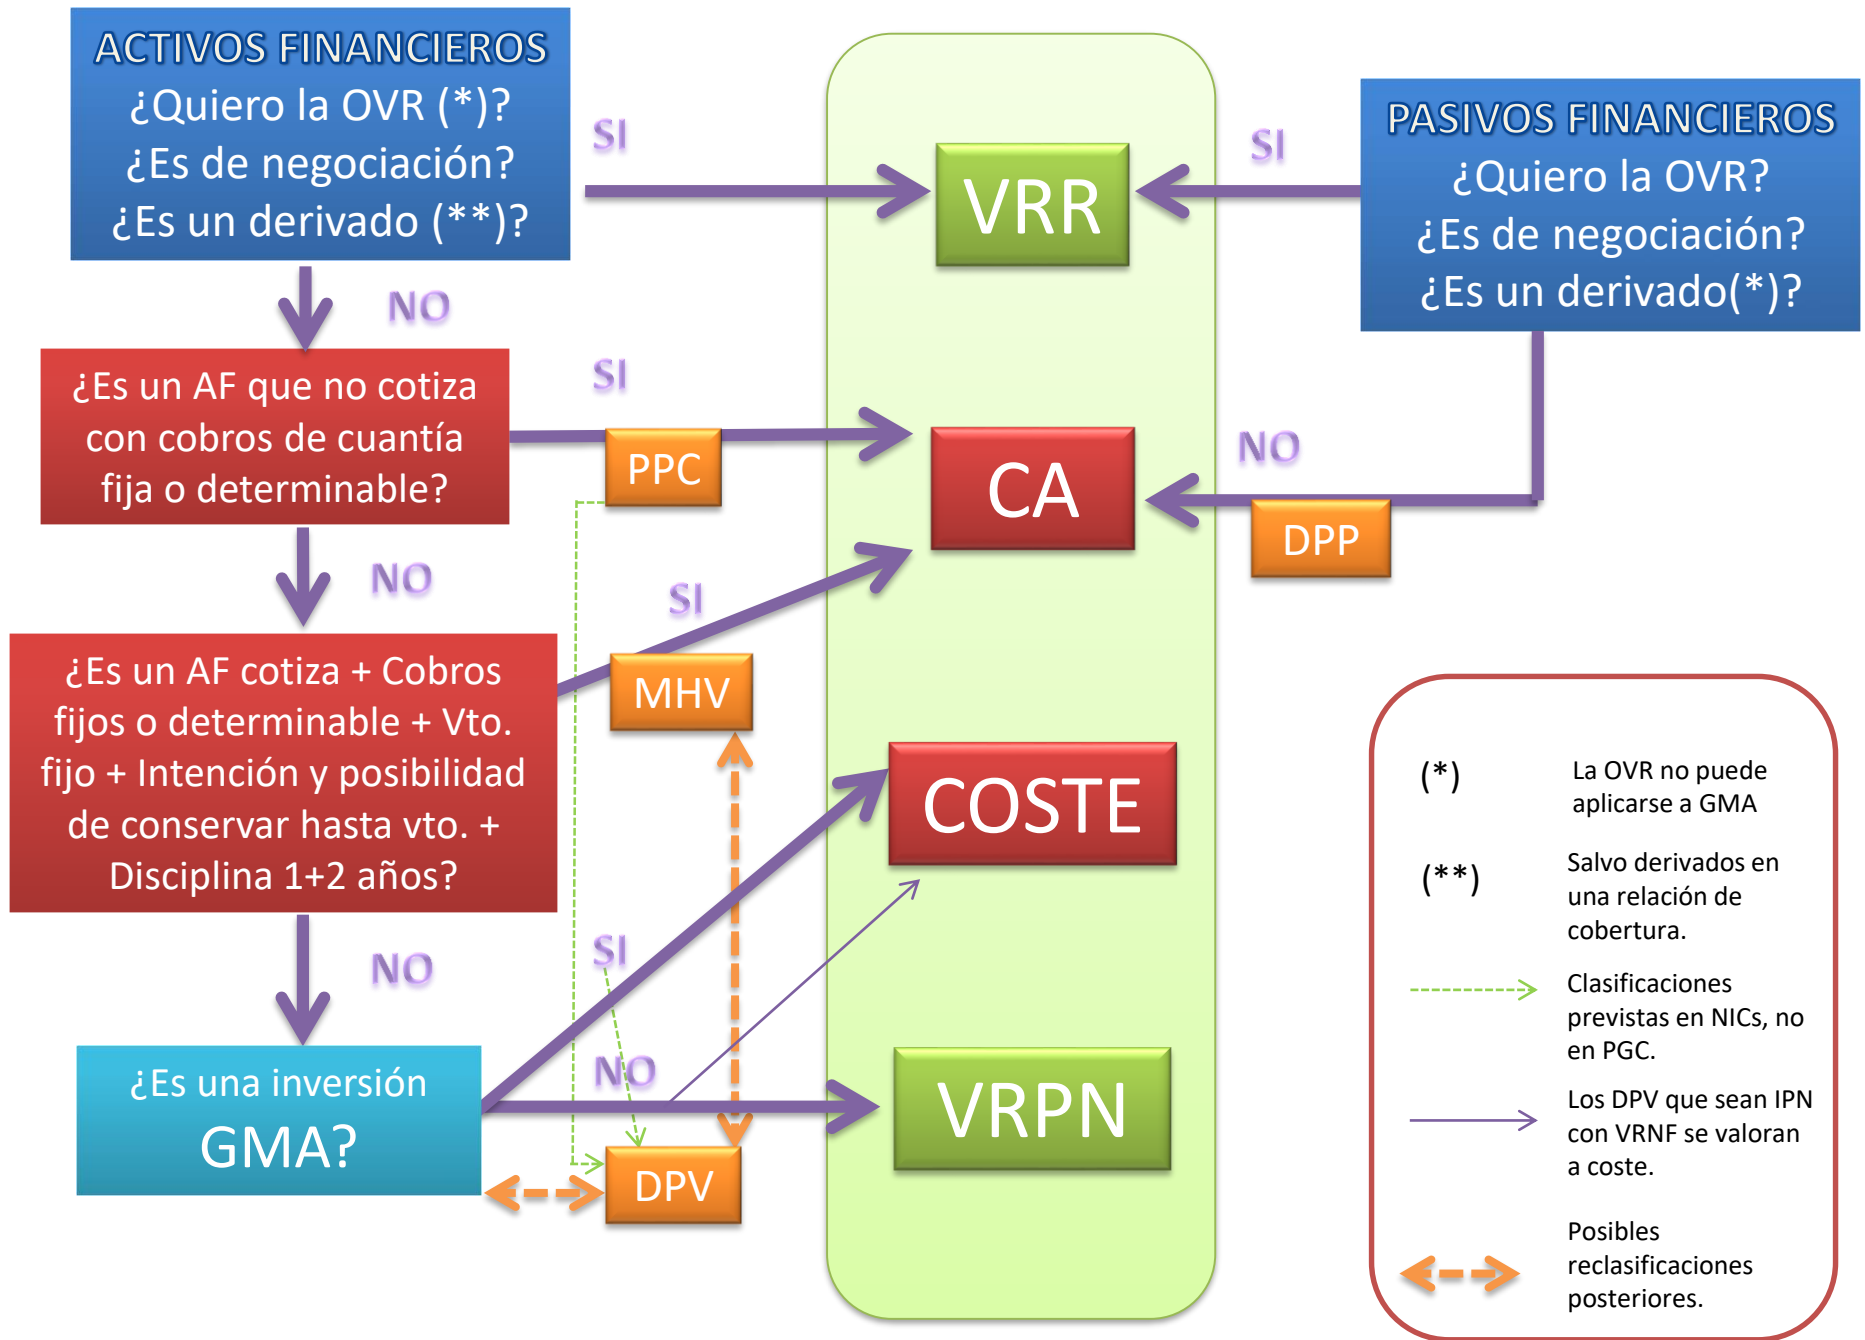 ACTIVOS FINANCIEROS
¿Quiero la OVR (*)?
¿Es de negociación?
¿Es un derivado (**)?
SI
VRR
SI
PASIVOS FINANCIEROS
¿Quiero la OVR?
¿Es de negociación?
¿Es un derivado(*)?
NO
¿Es un AF que no cotiza
con cobros de cuantía
fija o determinable?
SI
PPC
CA
NO
DPP
NO
¿Es un AF cotiza + Cobros
fijos o determinable + Vto.
fijo + Intención y posibilidad
de conservar hasta vto. +
Disciplina 1+2 años?
SI
MHV
COSTE
NO
SI
¿Es una inversión
GMA?
NO
VRPN
DPV
(*)
La OVR no puede
aplicarse a GMA
(**)
Salvo derivados en
una relación de
cobertura.
Clasificaciones
previstas en NICs, no
en PGC.
Los DPV que sean IPN
con VRNF se valoran
a coste.
Posibles
reclasificaciones
posteriores.